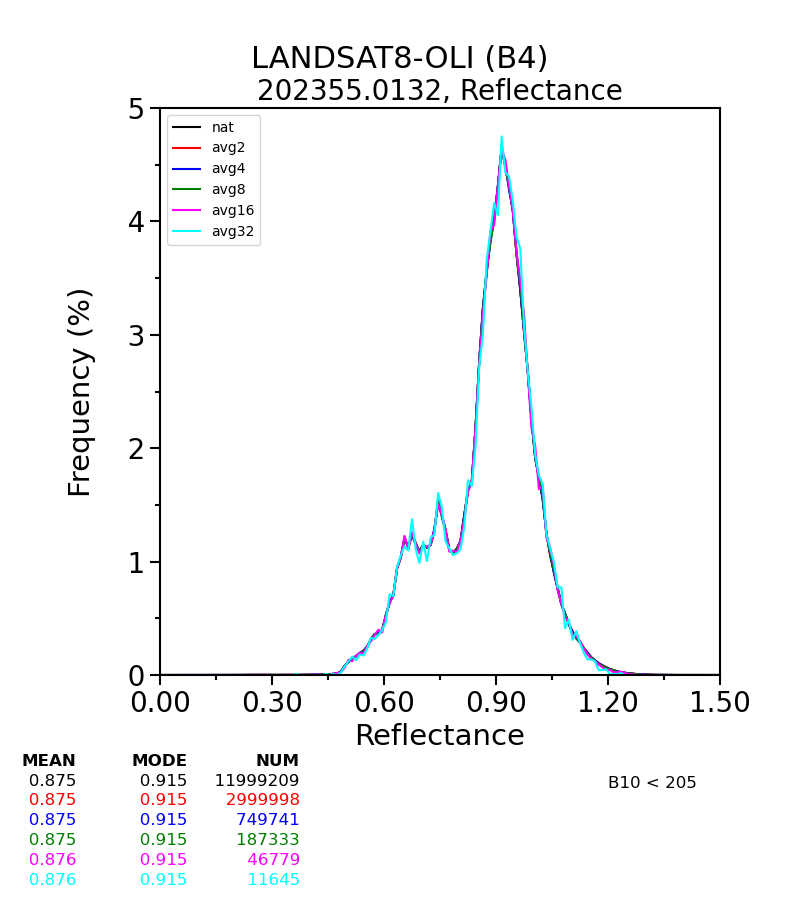 LANDSAT8-OLI (B4)
202355.0132, Reflectance
5
4
3
2
1
0
Frequency (%)
nat
avg2
avg4
avg8
avg16
avg32
0.00 0.30 0.60 0.90 1.20 1.50
Reflectance
MEAN MODE NUM
0.875 0.915 11999209
0.875 0.915 2999998
0.875 0.915 749741
0.875 0.915 187333
0.876 0.915 46779
0.876 0.915 11645
B10 < 205